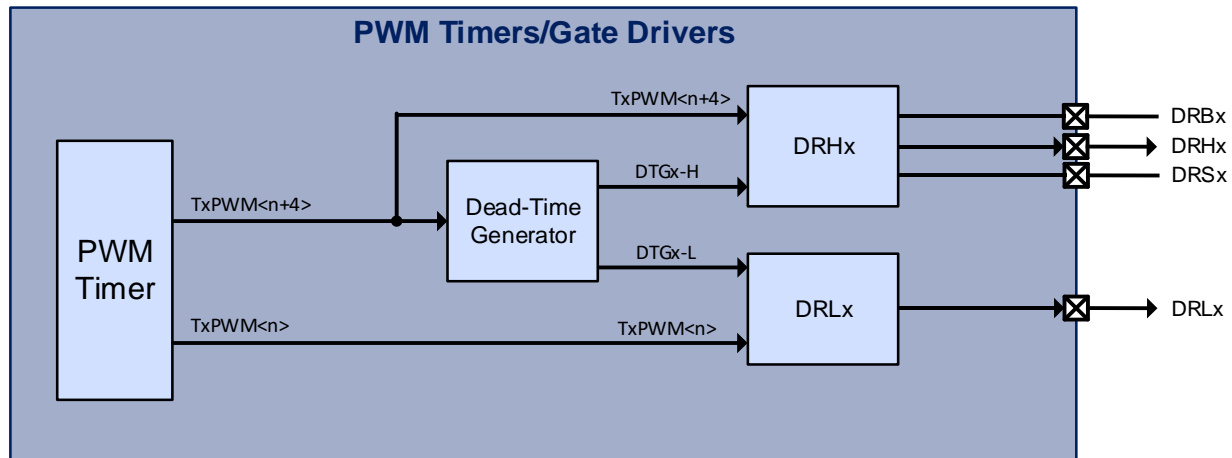 PWM Timers/Gate Drivers
TxPWM<n+4>
DRHx
DRBx
DRHx
DRSx
DTGx-H
TxPWM<n+4>
Dead-Time
Generator
PWM
Timer
DTGx-L
DRLx
DRLx
TxPWM<n>
TxPWM<n>